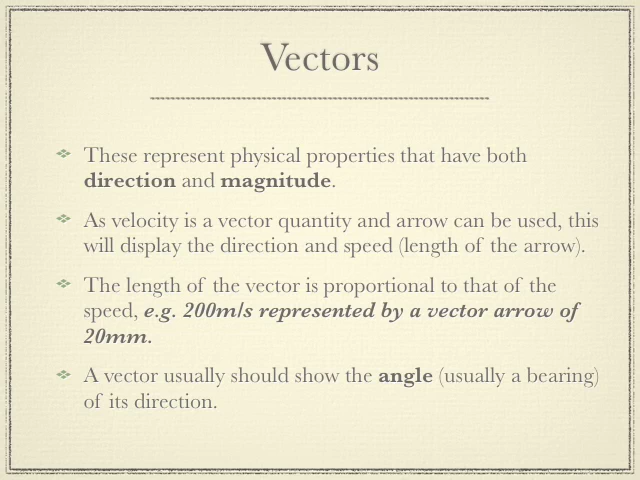 Vectors
These represent physical properties that have both
direction and magnitude.
As velocity is a vector quantity and arrow can be used, this
will display the direction and speed (length of the arrow).
The length of the vector is proportional to that of the
speed, e.g. 200m/s represented by a vector arrow of
20mm.
A vector usually should show the angle (usually a bearing)
of its direction.